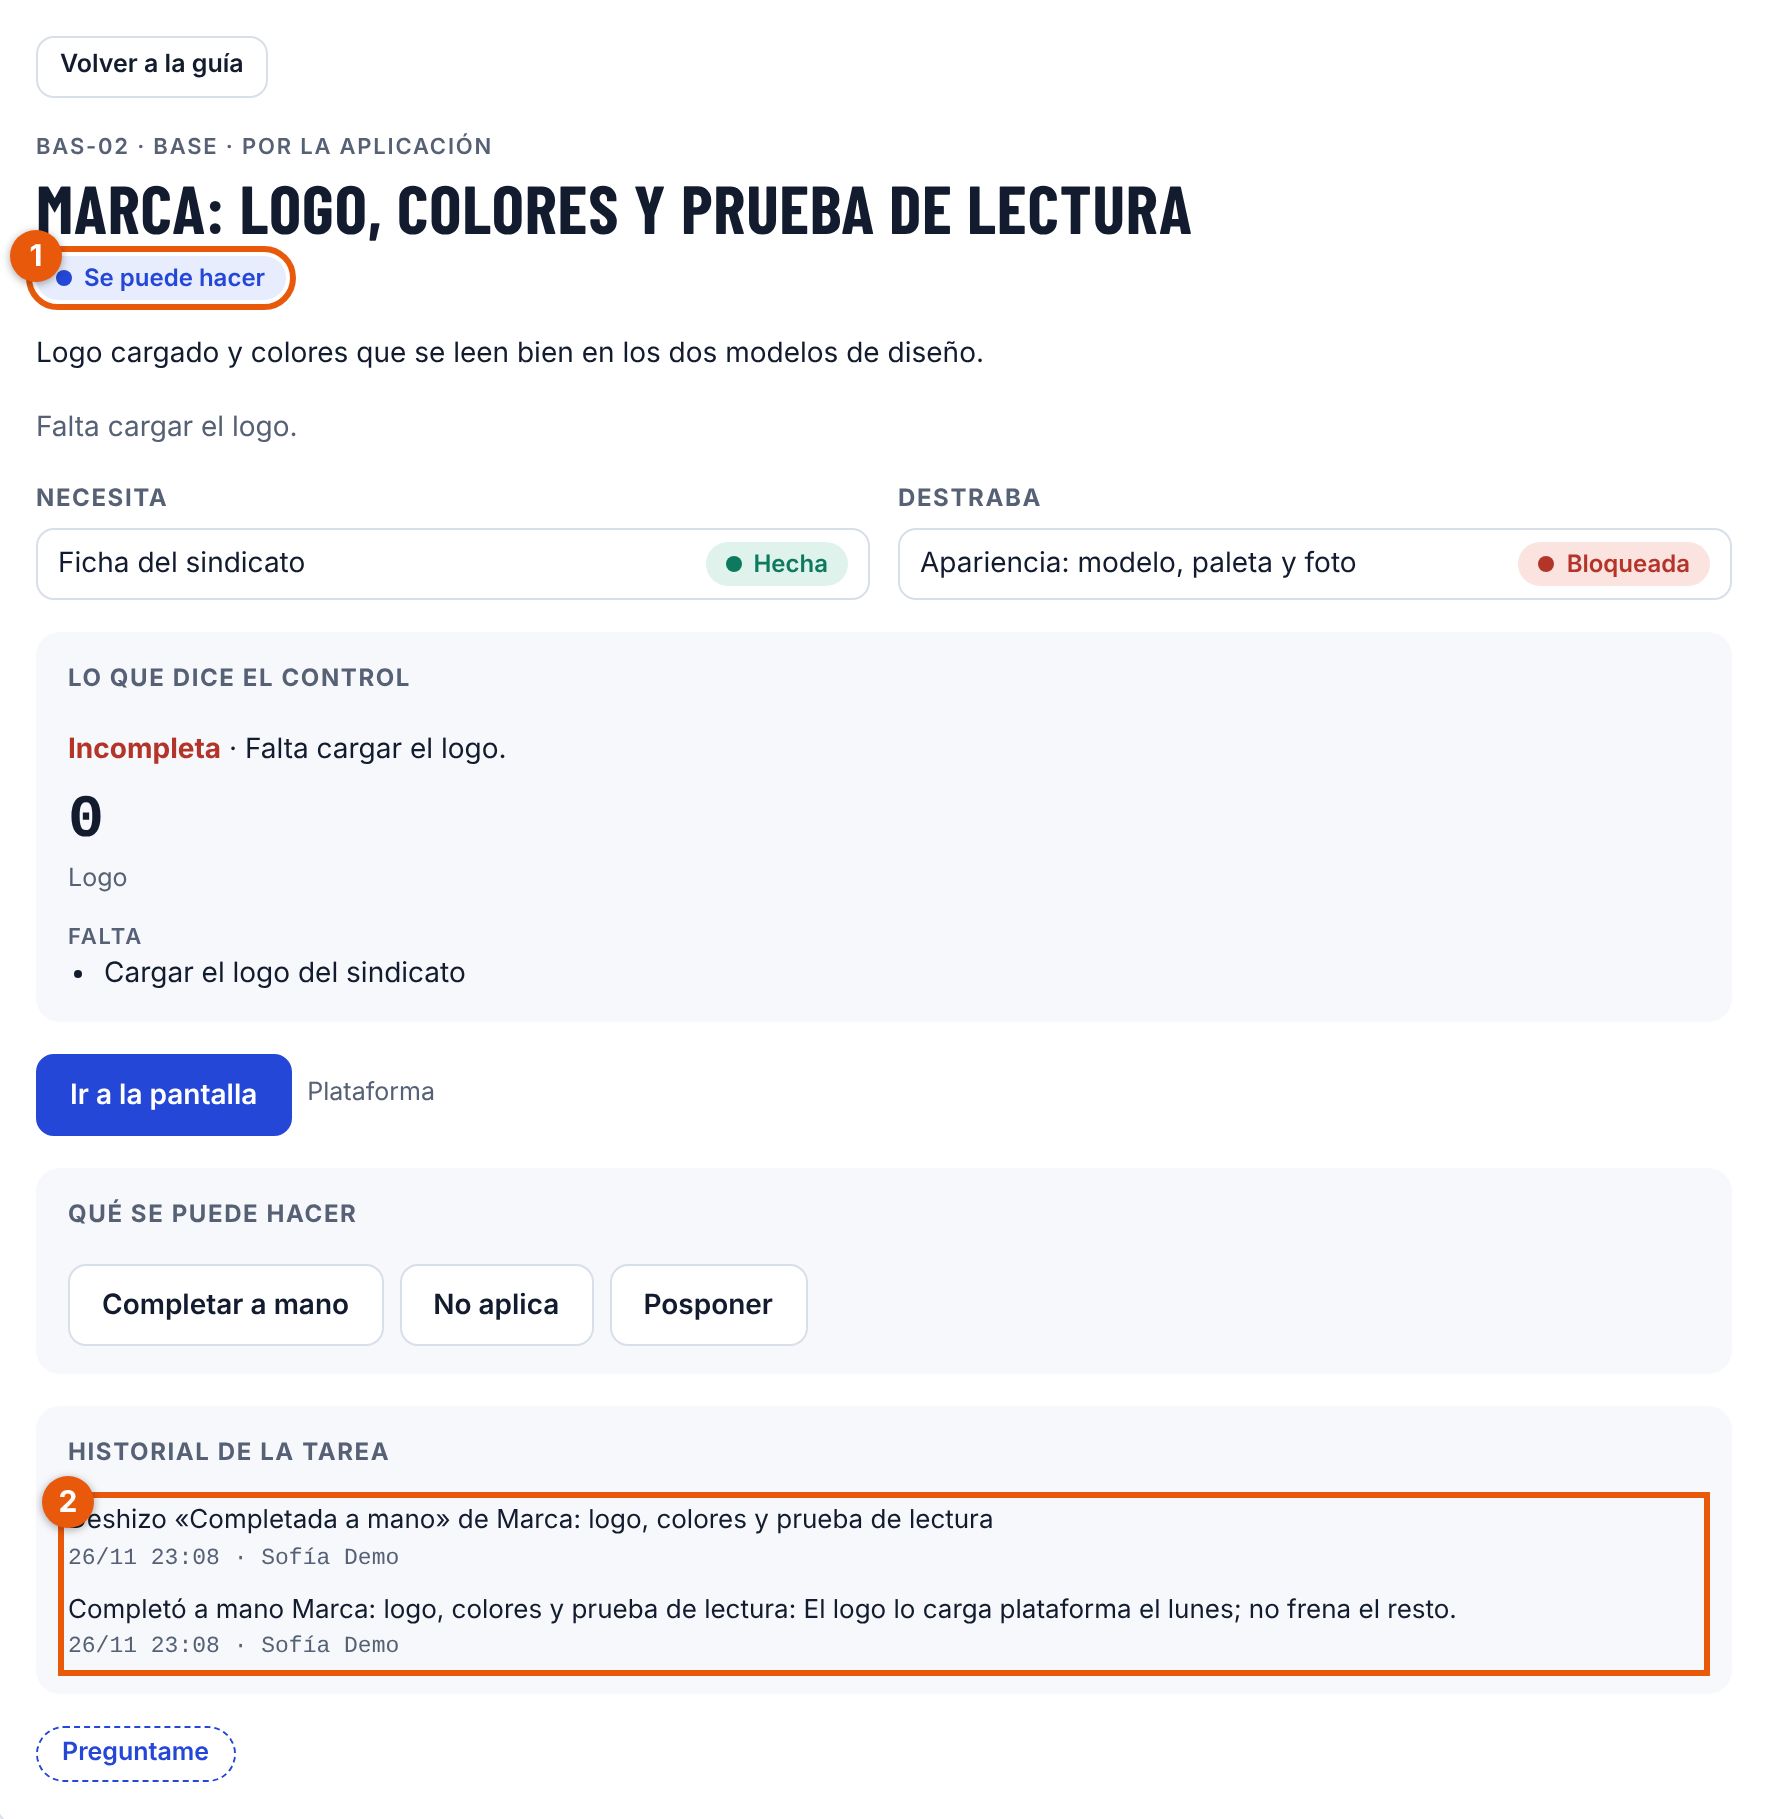 Volver a la guía
BAS-02 · BASE · POR LA APLICACIÓN
MARCA: LOGO, COLORES Y PRUEBA DE LECTURA
1
Se puede hacer
Logo cargado y colores que se leen bien en los dos modelos de diseño.
Falta cargar el logo.
NECESITA
Ficha del sindicato
Hecha
DESTRABA
Apariencia: modelo, paleta y foto
Bloqueada
LO QUE DICE EL CONTROL
Incompleta · Falta cargar el logo.
0
Logo
FALTA
• Cargar el logo del sindicato
Ir a la pantalla
Plataforma
QUÉ SE PUEDE HACER
Completar a mano
No aplica
Posponer
HISTORIAL DE LA TAREA
2
Deshizo «Completada a mano» de Marca: logo, colores y prueba de lectura
26/11 23:08 · Sofía Demo
Completó a mano Marca: logo, colores y prueba de lectura: El logo lo carga plataforma el lunes; no frena el resto.
26/11 23:08 · Sofía Demo
Preguntame